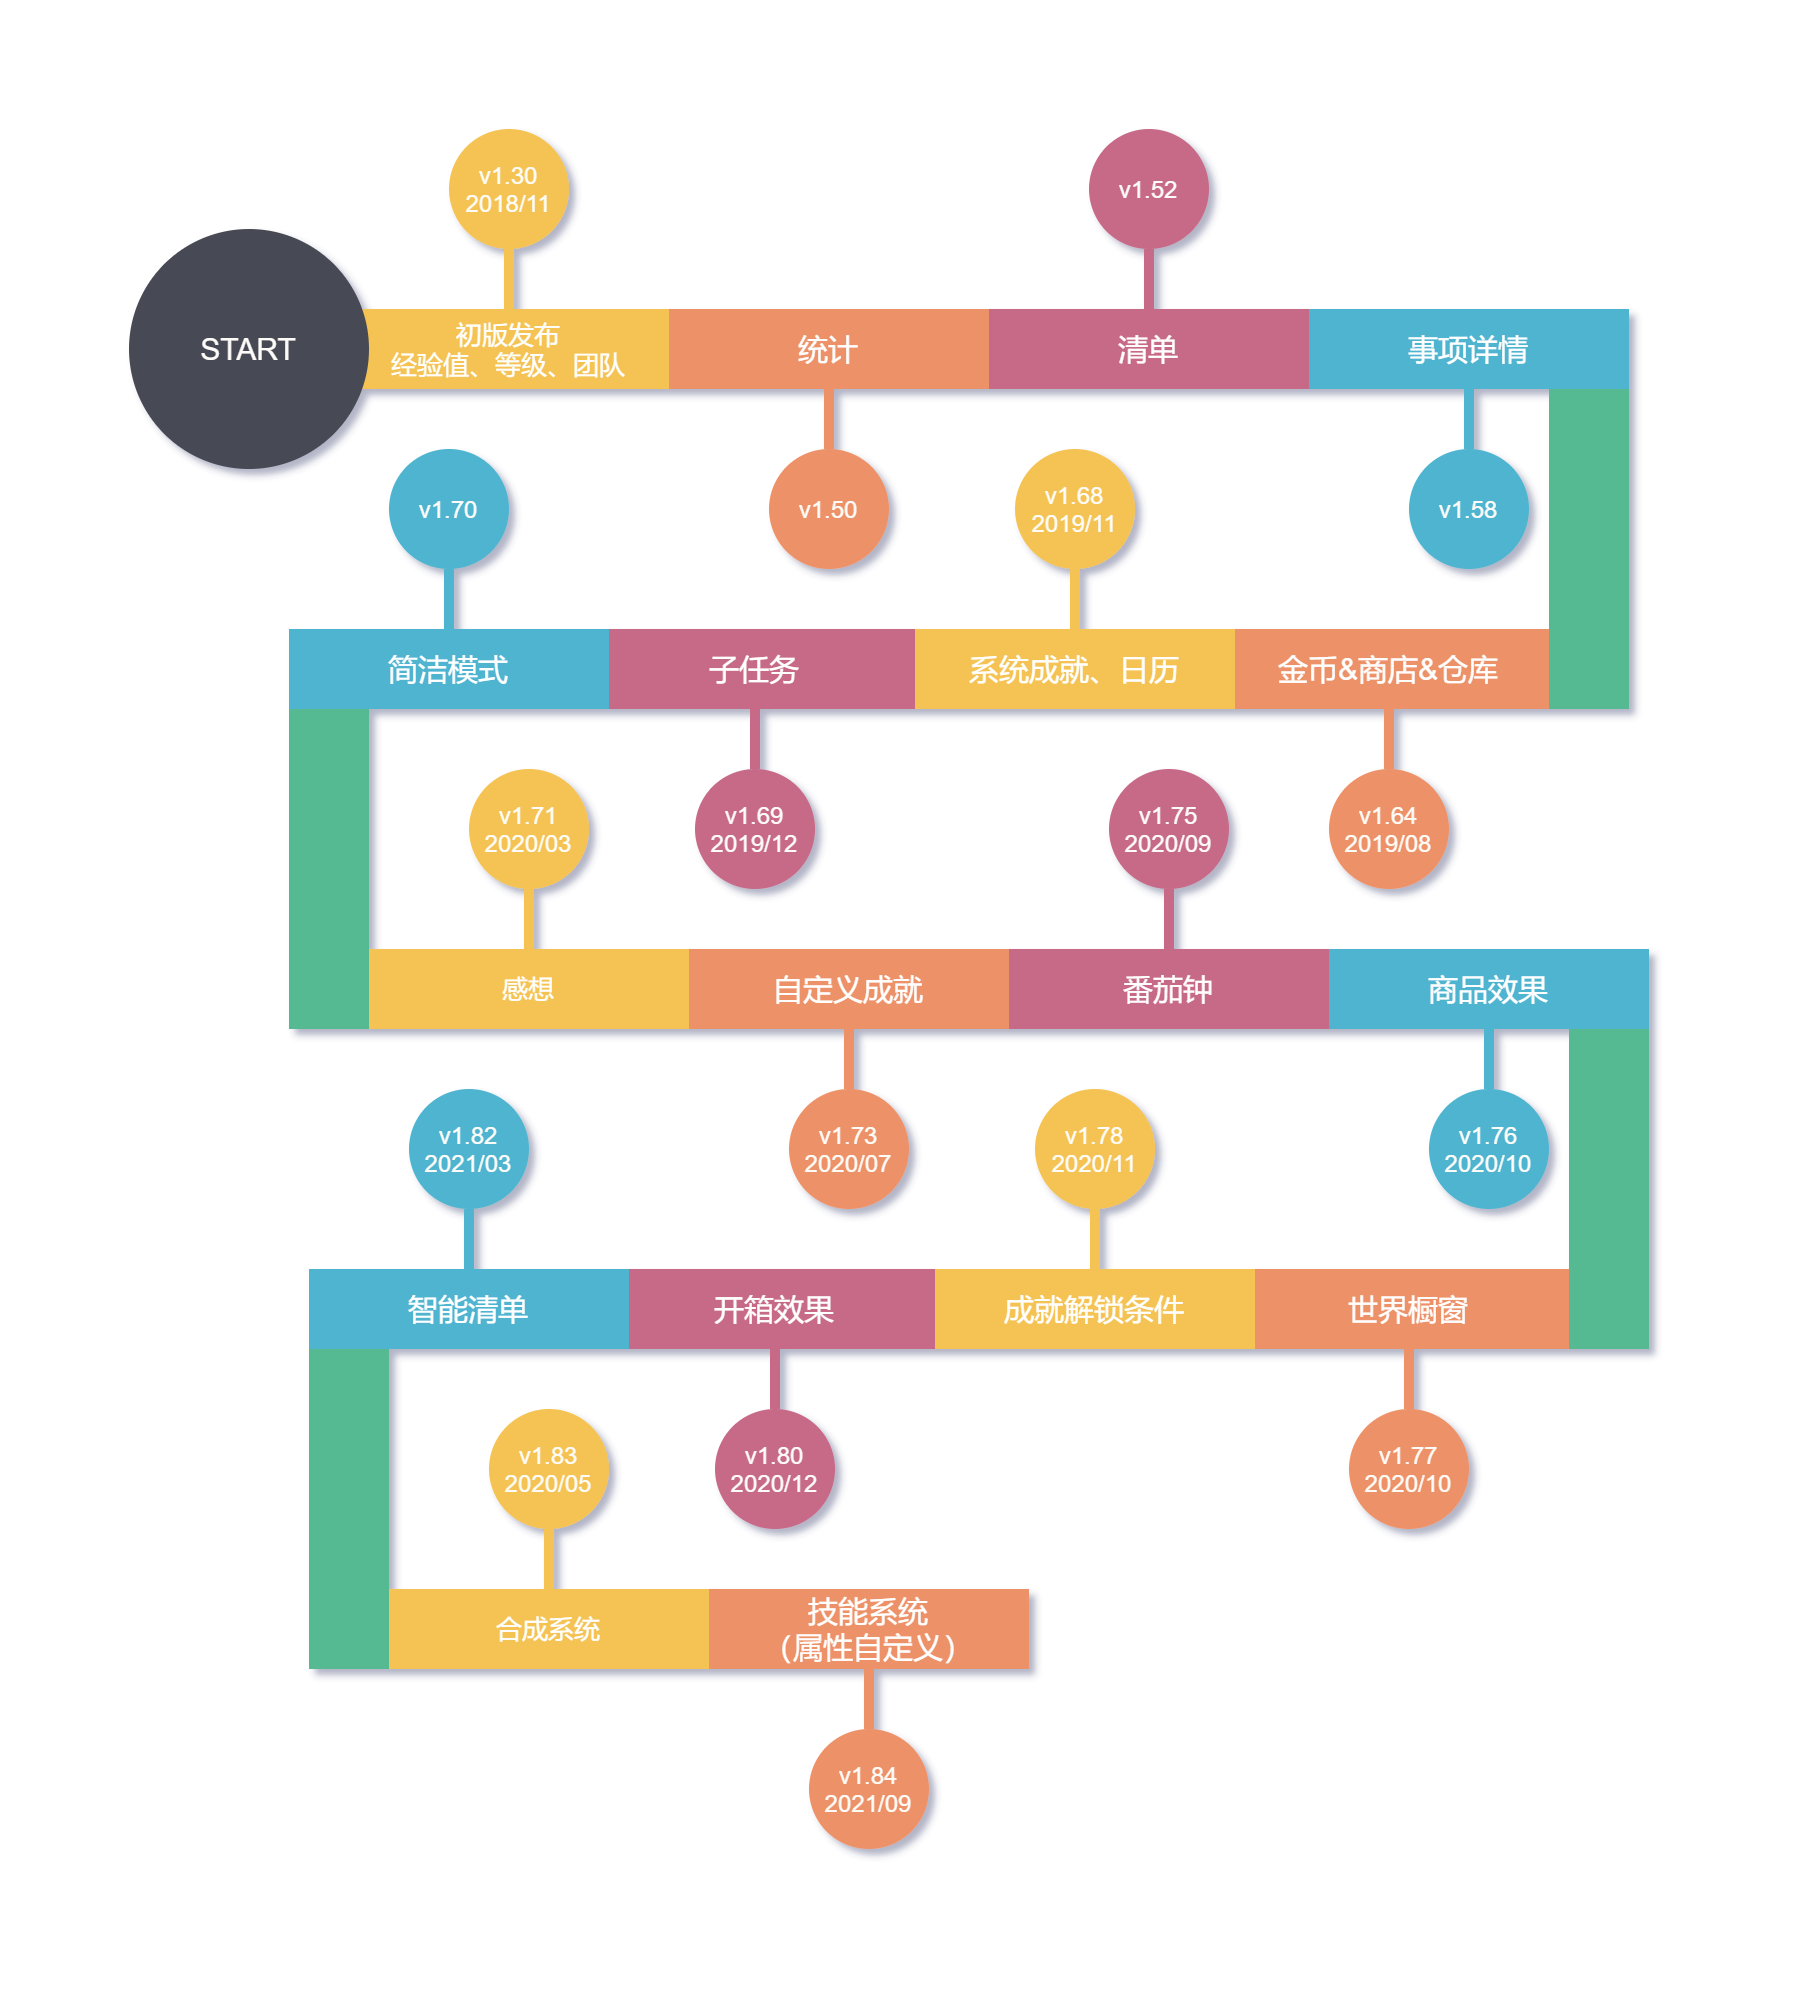 v1.30
2018/11
v1.52
START
初版发布
经验值、等级、团队
统计
清单
事项详情
v1.70
v1.50
v1.68
2019/11
v1.58
简洁模式
子任务
系统成就、日历
金币&商店&仓库
v1.71
2020/03
v1.69
2019/12
v1.75
2020/09
v1.64
2019/08
感想
自定义成就
番茄钟
商品效果
v1.82
2021/03
v1.73
2020/07
v1.78
2020/11
v1.76
2020/10
智能清单
开箱效果
成就解锁条件
世界橱窗
v1.83
2020/05
v1.80
2020/12
v1.77
2020/10
合成系统
技能系统
（属性自定义）
v1.84
2021/09